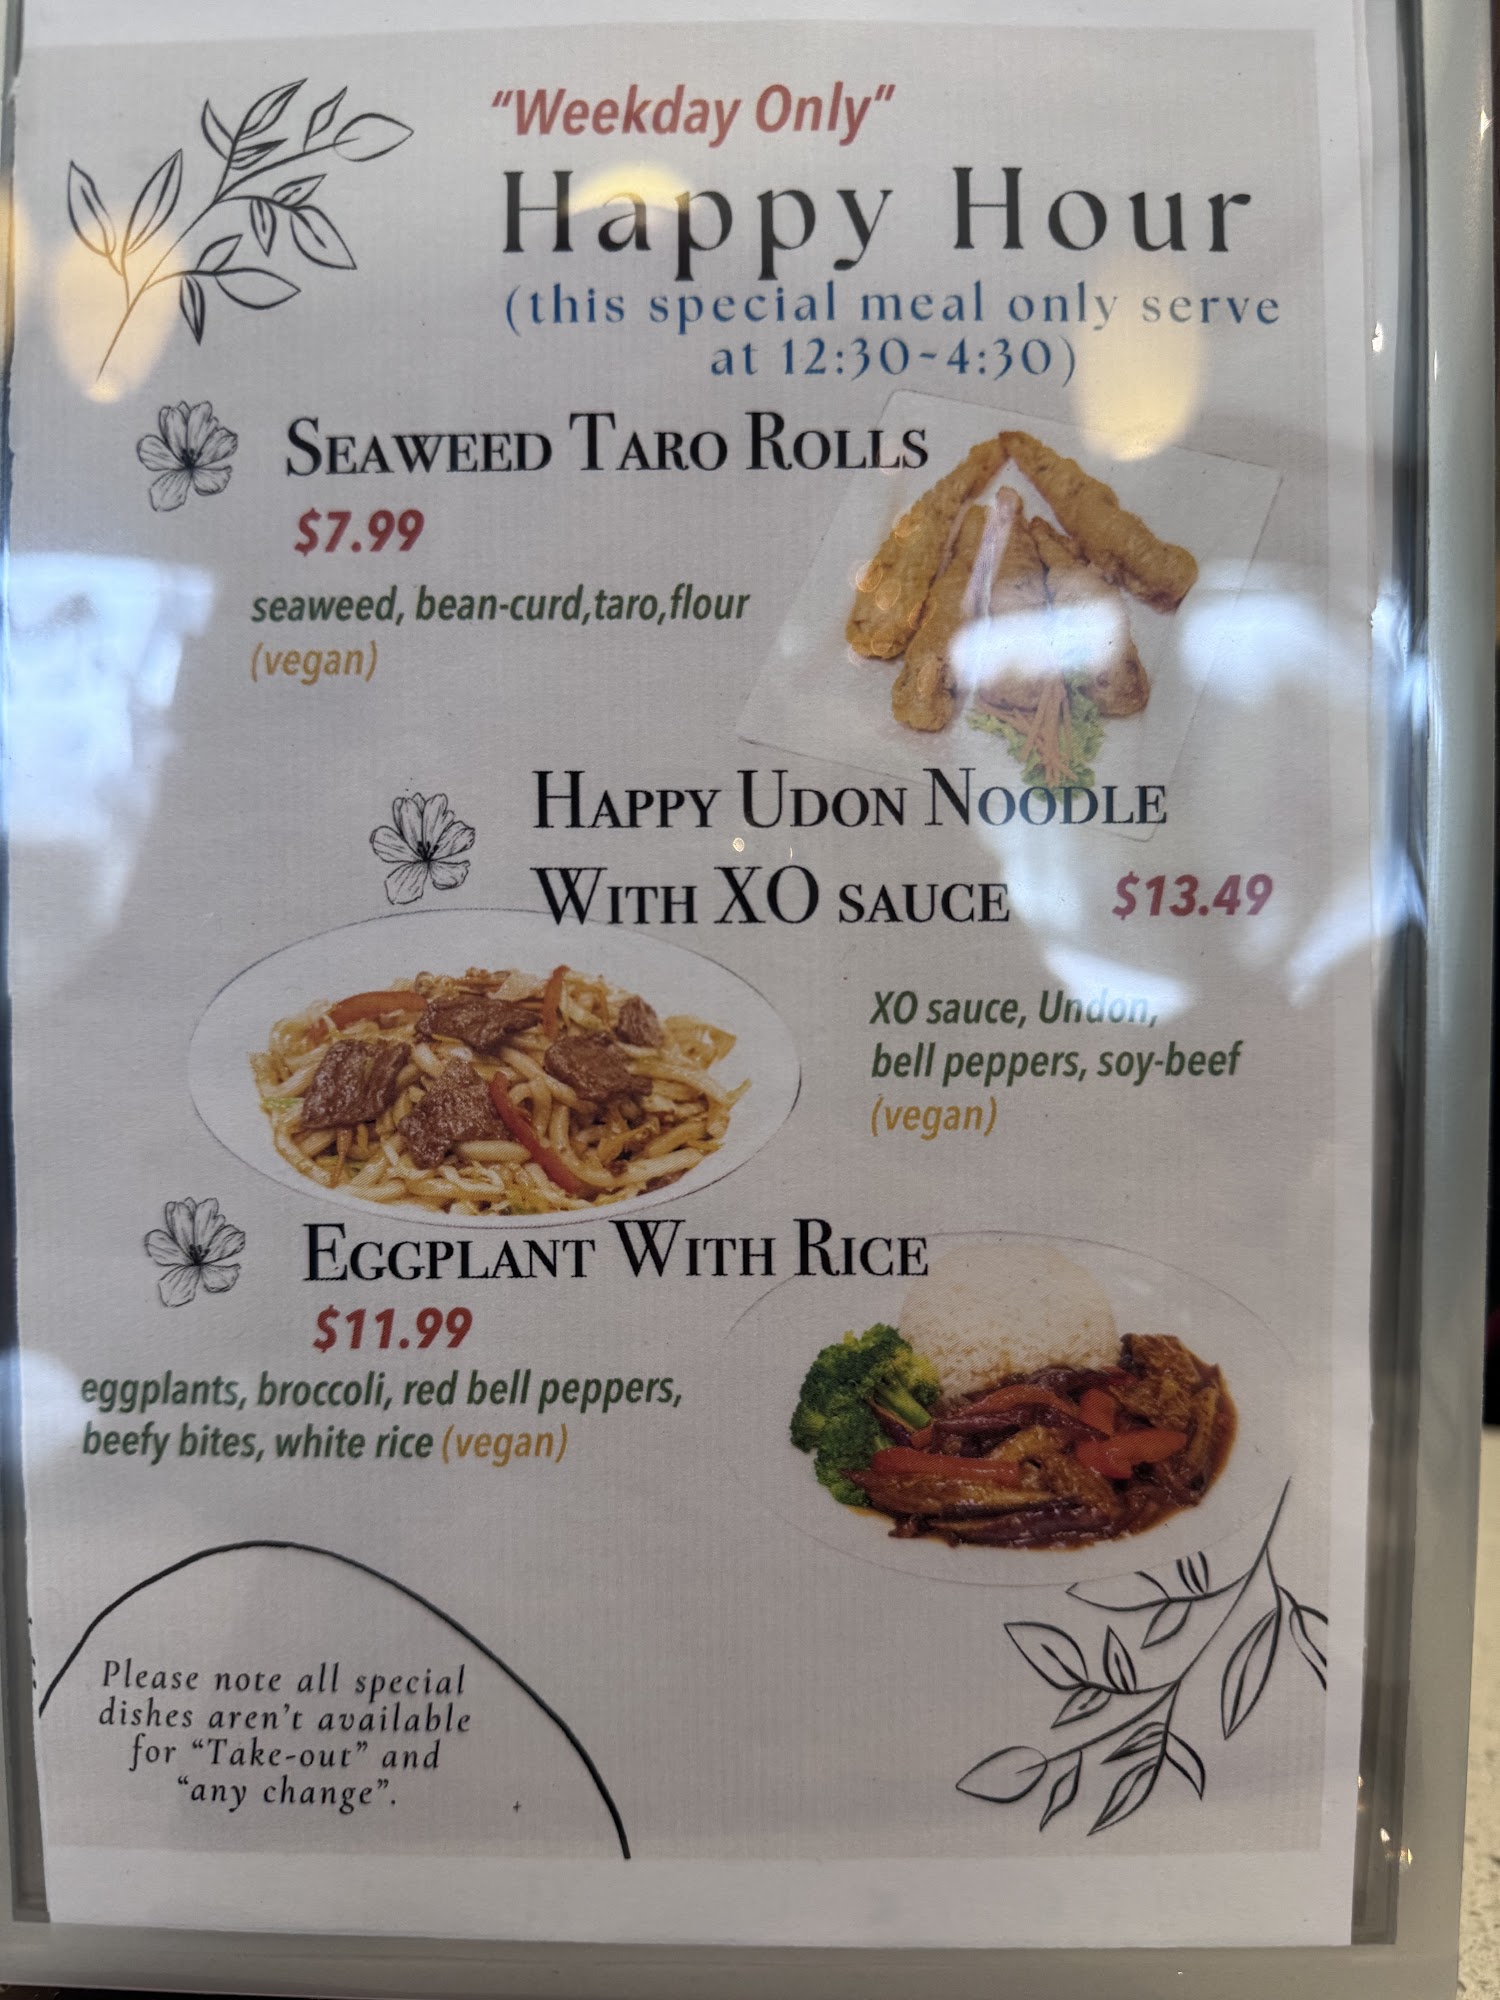 "Weekday Only"
Happy Hour
(this special meal only serve
at 12:30~4:30)
SEAWEED TARO ROLLS
$7.99
seaweed, bean-curd,taro,flour
(vegan)
HAPPY UDON NOODLE
WITH XO SAUCE $13.49
XO sauce, Undon,
bell peppers, soy-beef
(vegan)
EGGPLANT WITH RICE
$11.99
eggplants, broccoli, red bell peppers,
beefy bites, white rice (vegan)
Please note all special
dishes aren't available
for "Take-out" and
"any change".